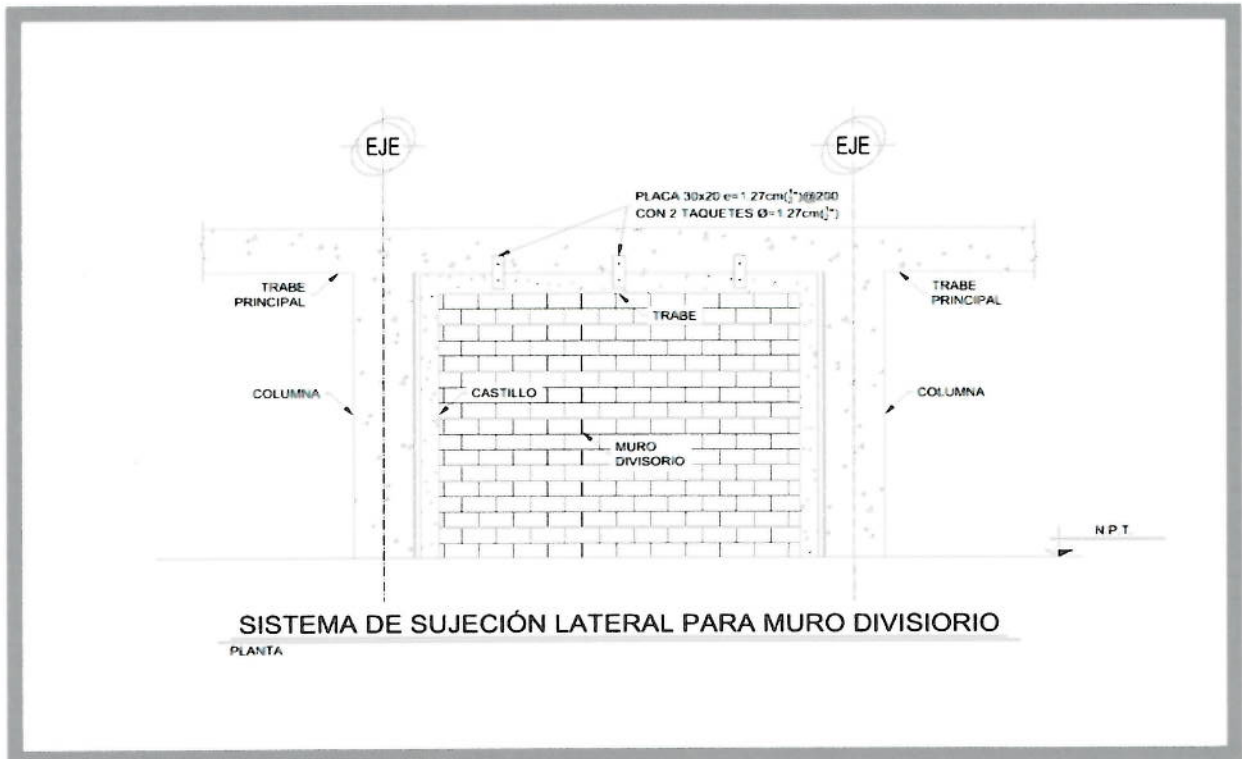 EJE
EJE
PLACA 30x20 e=1.27cm(½")@200
CON 2 TAQUETES Ø=1.27cm(½")
TRABE
PRINCIPAL
TRABE
TRABE
PRINCIPAL
COLUMNA
CASTILLO
COLUMNA
MURO
DIVISORIO
N P T
SISTEMA DE SUJECIÓN LATERAL PARA MURO DIVISIORIO
PLANTA